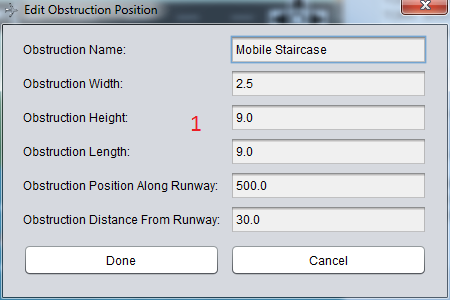 Edit Obstruction Position
Obstruction Name: Mobile Staircase
Obstruction Width: 2.5
Obstruction Height: 9.0
1
Obstruction Length: 9.0
Obstruction Position Along Runway: 500.0
Obstruction Distance From Runway: 30.0
Done Cancel